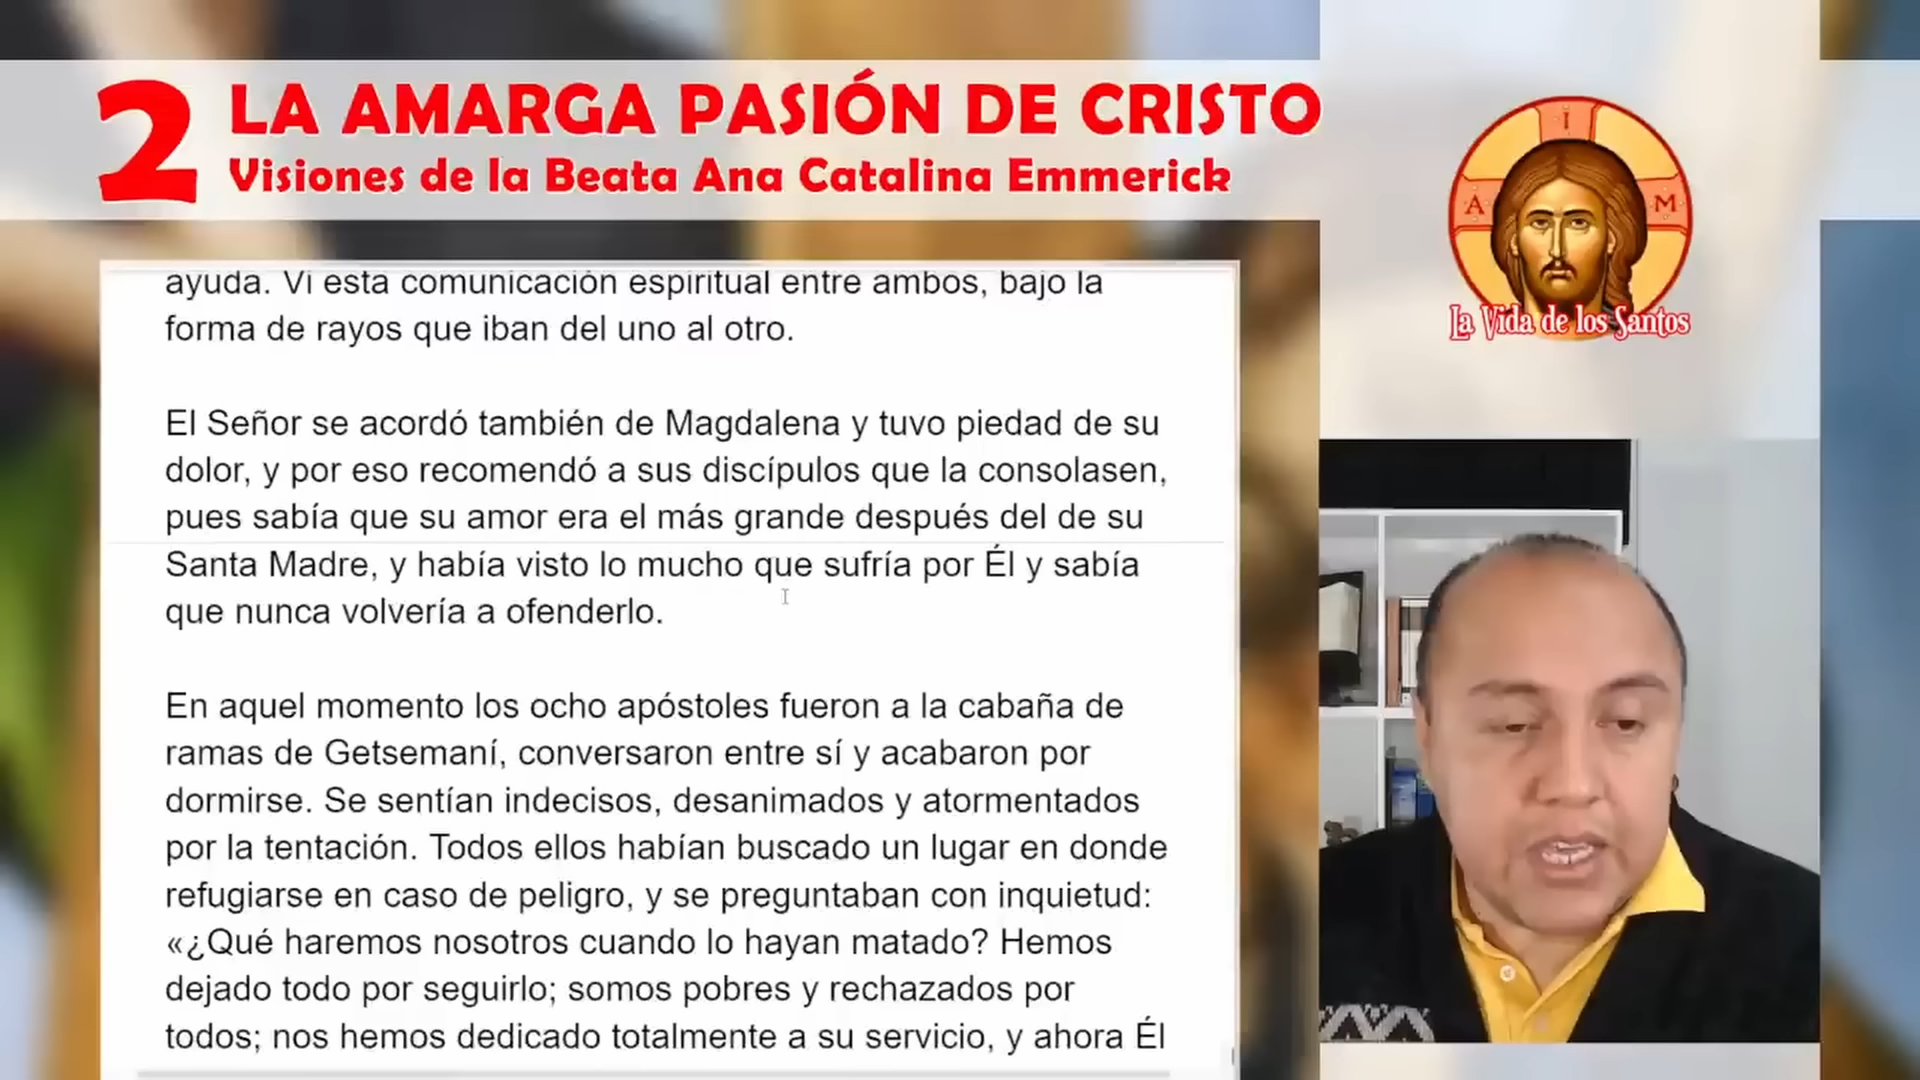 2
LA AMARGA PASIÓN DE CRISTO
Visiones de la Beata Ana Catalina Emmerick
I
A
M
La Vida de los Santos
ayuda. Vi esta comunicación espiritual entre ambos, bajo la
forma de rayos que iban del uno al otro.
El Señor se acordó también de Magdalena y tuvo piedad de su
dolor, y por eso recomendó a sus discípulos que la consolasen,
pues sabía que su amor era el más grande después del de su
Santa Madre, y había visto lo mucho que sufría por Él y sabía
que nunca volvería a ofenderlo.
En aquel momento los ocho apóstoles fueron a la cabaña de
ramas de Getsemaní, conversaron entre sí y acabaron por
dormirse. Se sentían indecisos, desanimados y atormentados
por la tentación. Todos ellos habían buscado un lugar en donde
refugiarse en caso de peligro, y se preguntaban con inquietud:
«¿Qué haremos nosotros cuando lo hayan matado? Hemos
dejado todo por seguirlo; somos pobres y rechazados por
todos; nos hemos dedicado totalmente a su servicio, y ahora Él